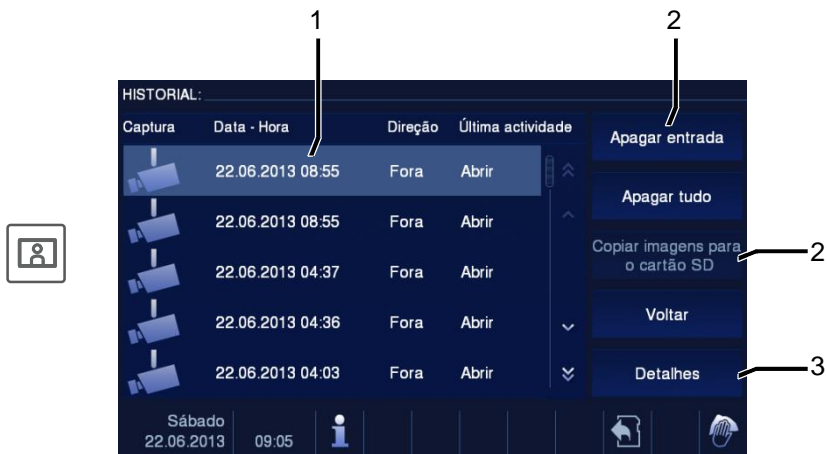 1
2
HISTORIAL:
Captura Data - Hora Direção Última actividade
22.06.2013 08:55 Fora Abrir
22.06.2013 08:55 Fora Abrir
22.06.2013 04:37 Fora Abrir
22.06.2013 04:36 Fora Abrir
22.06.2013 04:03 Fora Abrir
Apagar entrada
Apagar tudo
Copiar imagens para
o cartão SD
2
Voltar
Detalhes
3
Sábado
22.06.2013 09:05